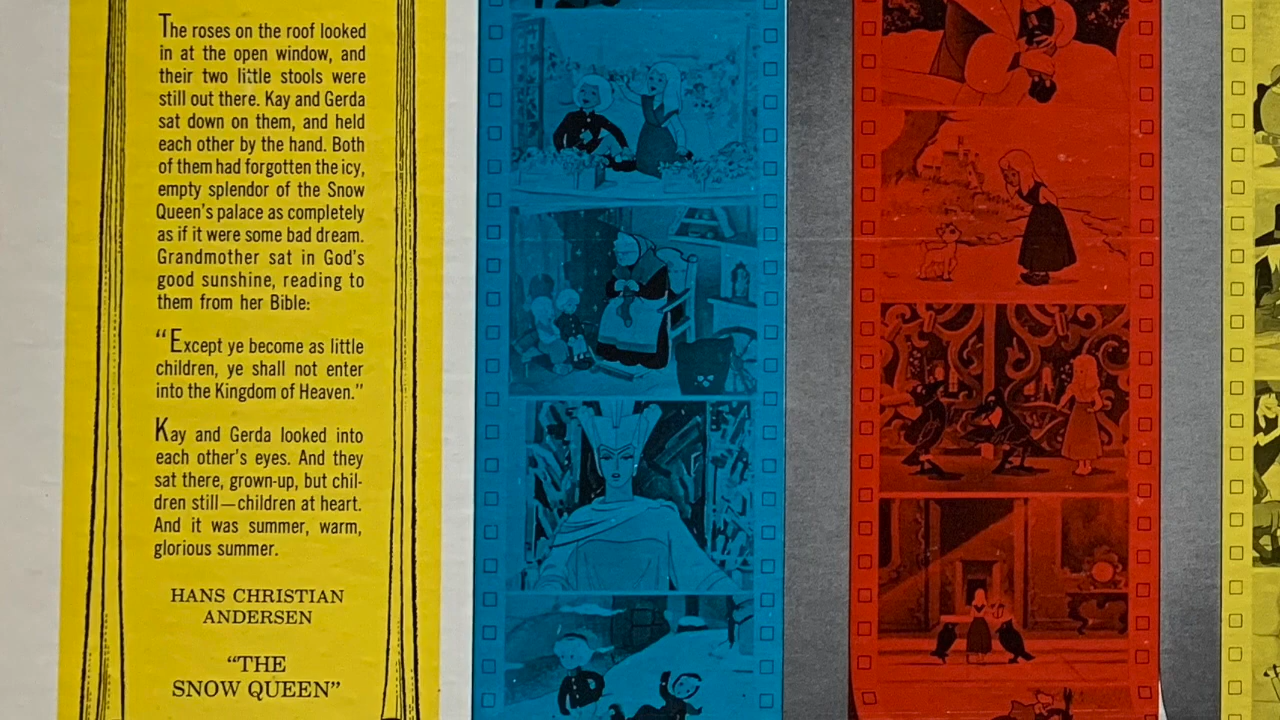 The roses on the roof looked
in at the open window, and
their two little stools were
still out there. Kay and Gerda
sat down on them, and held
each other by the hand. Both
of them had forgotten the icy,
empty splendor of the Snow
Queen's palace as completely
as if it were some bad dream.
Grandmother sat in God's
good sunshine, reading to
them from her Bible:
"Except ye become as little
children, ye shall not enter
into the Kingdom of Heaven."
Kay and Gerda looked into
each other's eyes. And they
sat there, grown-up, but chil-
dren still—children at heart.
And it was summer, warm,
glorious summer.
HANS CHRISTIAN
ANDERSEN
"THE
SNOW QUEEN"